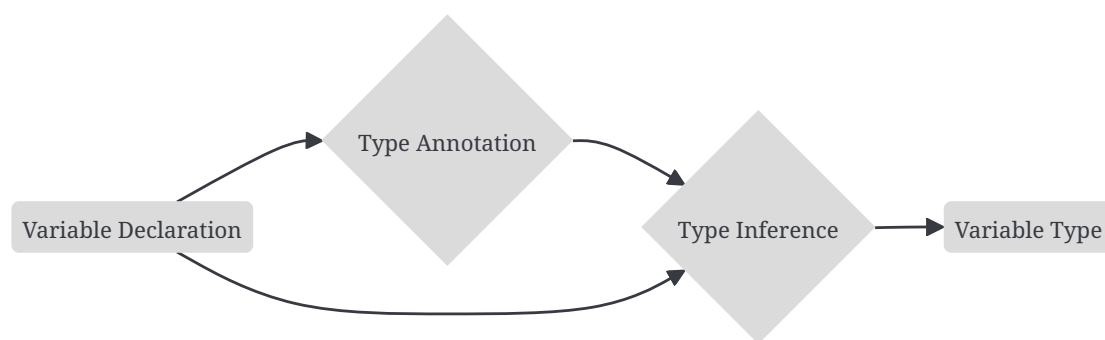 Type Annotation
Variable Declaration
Type Inference
Variable Type